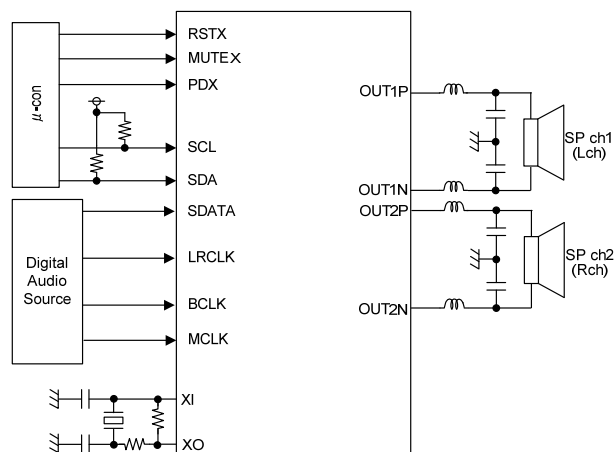 μ-con
RSTX
MUTEX
PDX
SCL
SDA
Digital
Audio
Source
SDATA
LRCLK
BCLK
MCLK
XI
XO
OUT1P
OUT1N
OUT2P
OUT2N
SP ch1
(Lch)
SP ch2
(Rch)